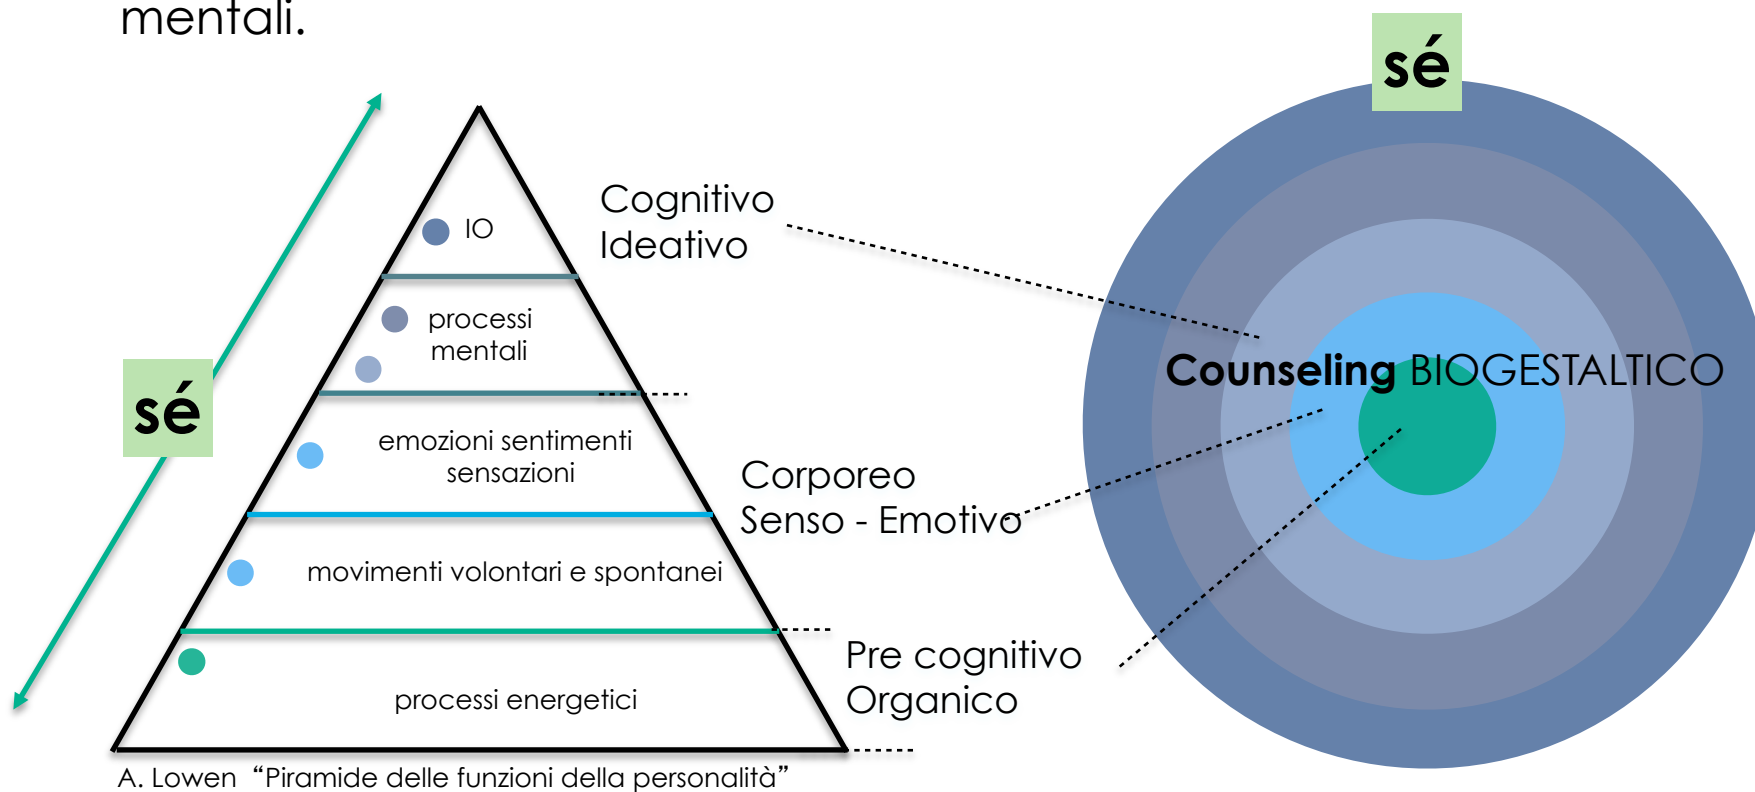 mentali.
sé
IO
Cognitivo
Ideativo
processi
mentali
sé
emozioni sentimenti
sensazioni
Counseling BIOGESTALTICO
Corporeo
Senso - Emotivo
movimenti volontari e spontanei
Pre cognitivo
Organico
processi energetici
A. Lowen “Piramide delle funzioni della personalità”